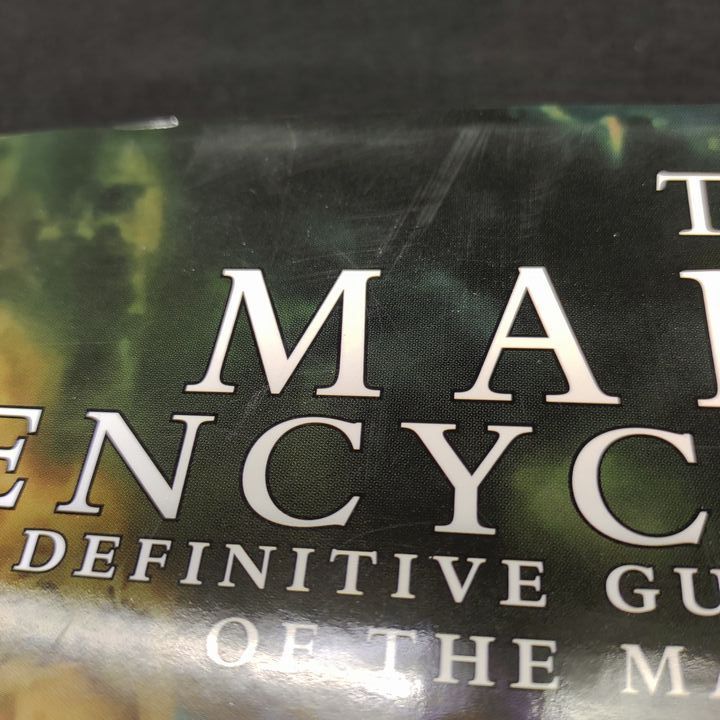 T
MA
ENCYC
DEFINITIVE GU
OF THE MA